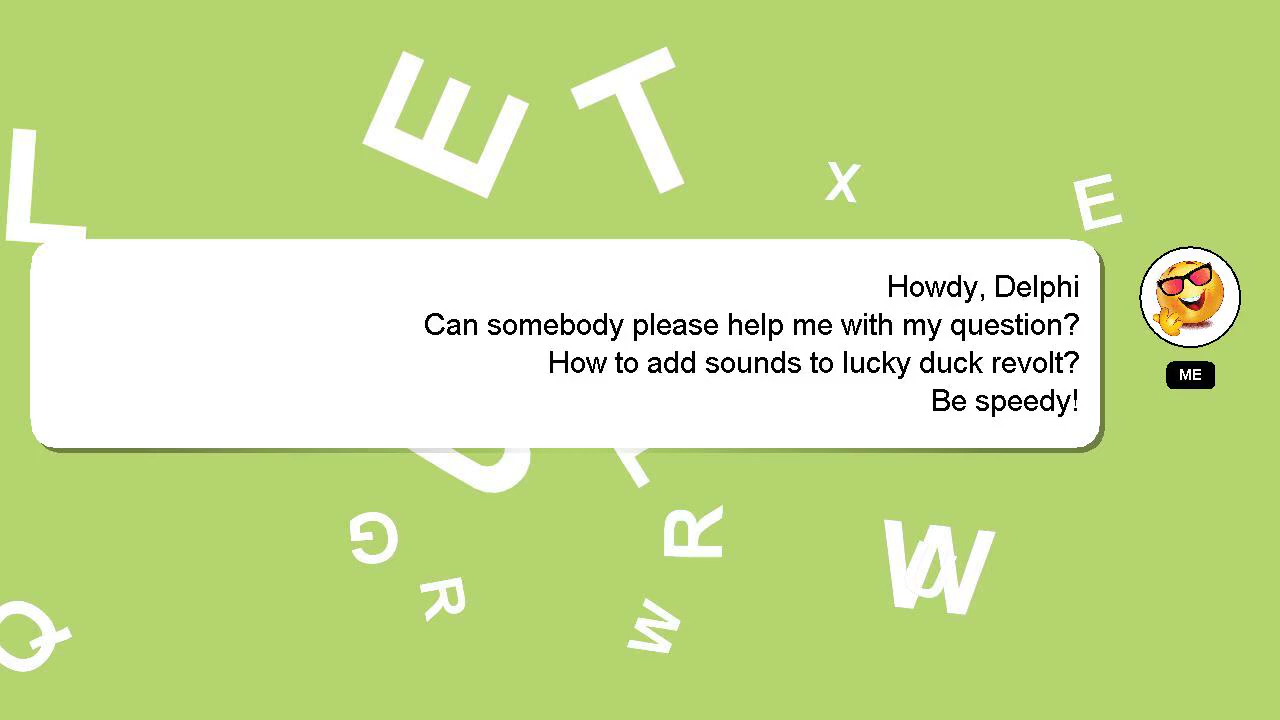 L
E
T
X
E
Howdy, Delphi
Can somebody please help me with my question?
How to add sounds to lucky duck revolt?
Be speedy!
ME
G
R
R
W
W
U
Q